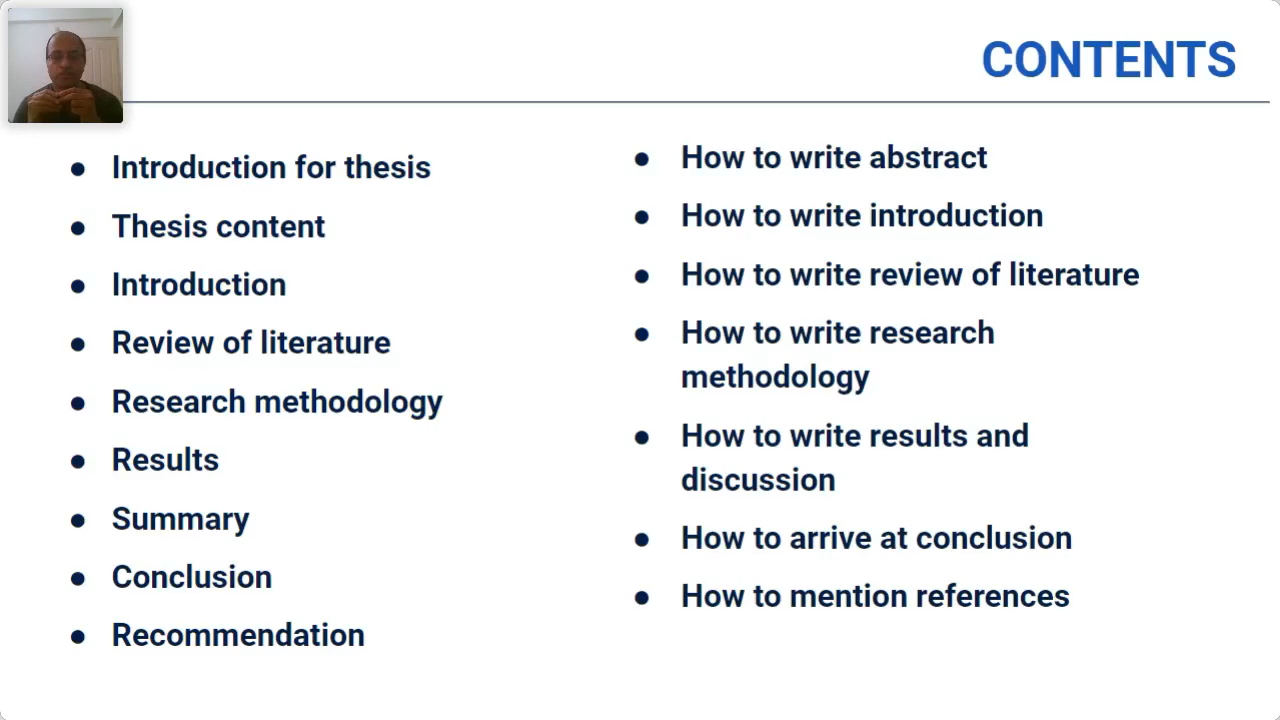 CONTENTS
● Introduction for thesis
● Thesis content
● Introduction
● Review of literature
● Research methodology
● Results
● Summary
● Conclusion
● Recommendation
● How to write abstract
● How to write introduction
● How to write review of literature
● How to write research
methodology
● How to write results and
discussion
● How to arrive at conclusion
● How to mention references